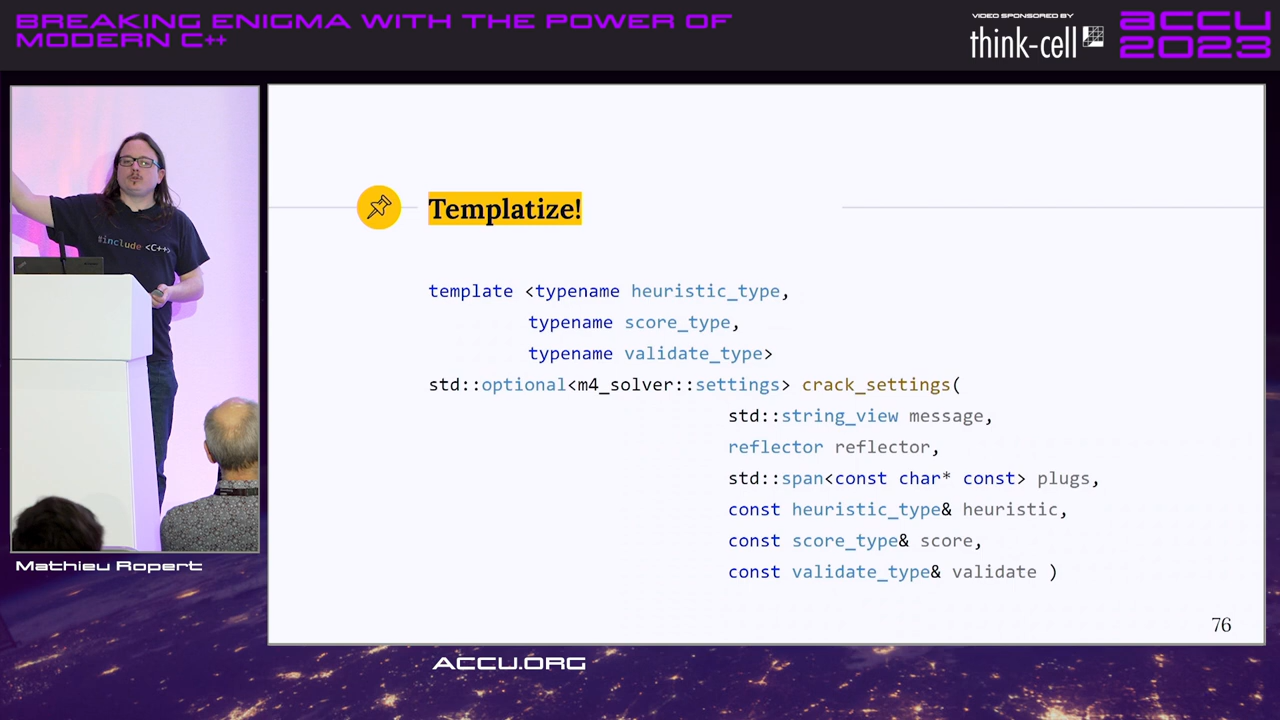 BREAKING ENIGMA WITH THE POWER OF
MODERN C++
VIDEO SPONSORED BY
think-cell
ACCU
2023
#include <C++>
Templatize!
template <typename heuristic_type,
typename score_type,
typename validate_type>
std::optional<m4_solver::settings> crack_settings(
std::string_view message,
reflector reflector,
std::span<const char* const> plugs,
const heuristic_type& heuristic,
const score_type& score,
const validate_type& validate )
76
Mathieu Ropert
ACCU.ORG